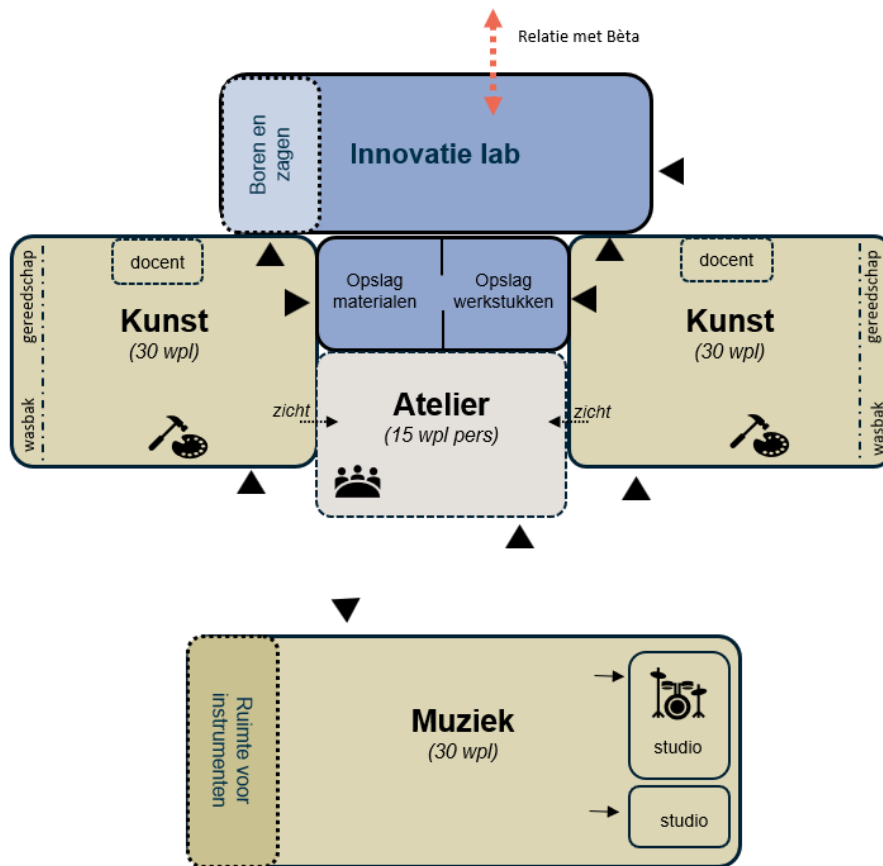 Relatie met Bèta
Boren en
zagen
Innovatie lab
gereedschap
wasbak
docent
Kunst
(30 wpl)
zicht
Opslag
materialen
Opslag
werkstukken
Atelier
(15 wpl pers)
zicht
docent
Kunst
(30 wpl)
gereedschap
wasbak
Ruimte voor
instrumenten
Muziek
(30 wpl)
studio
studio